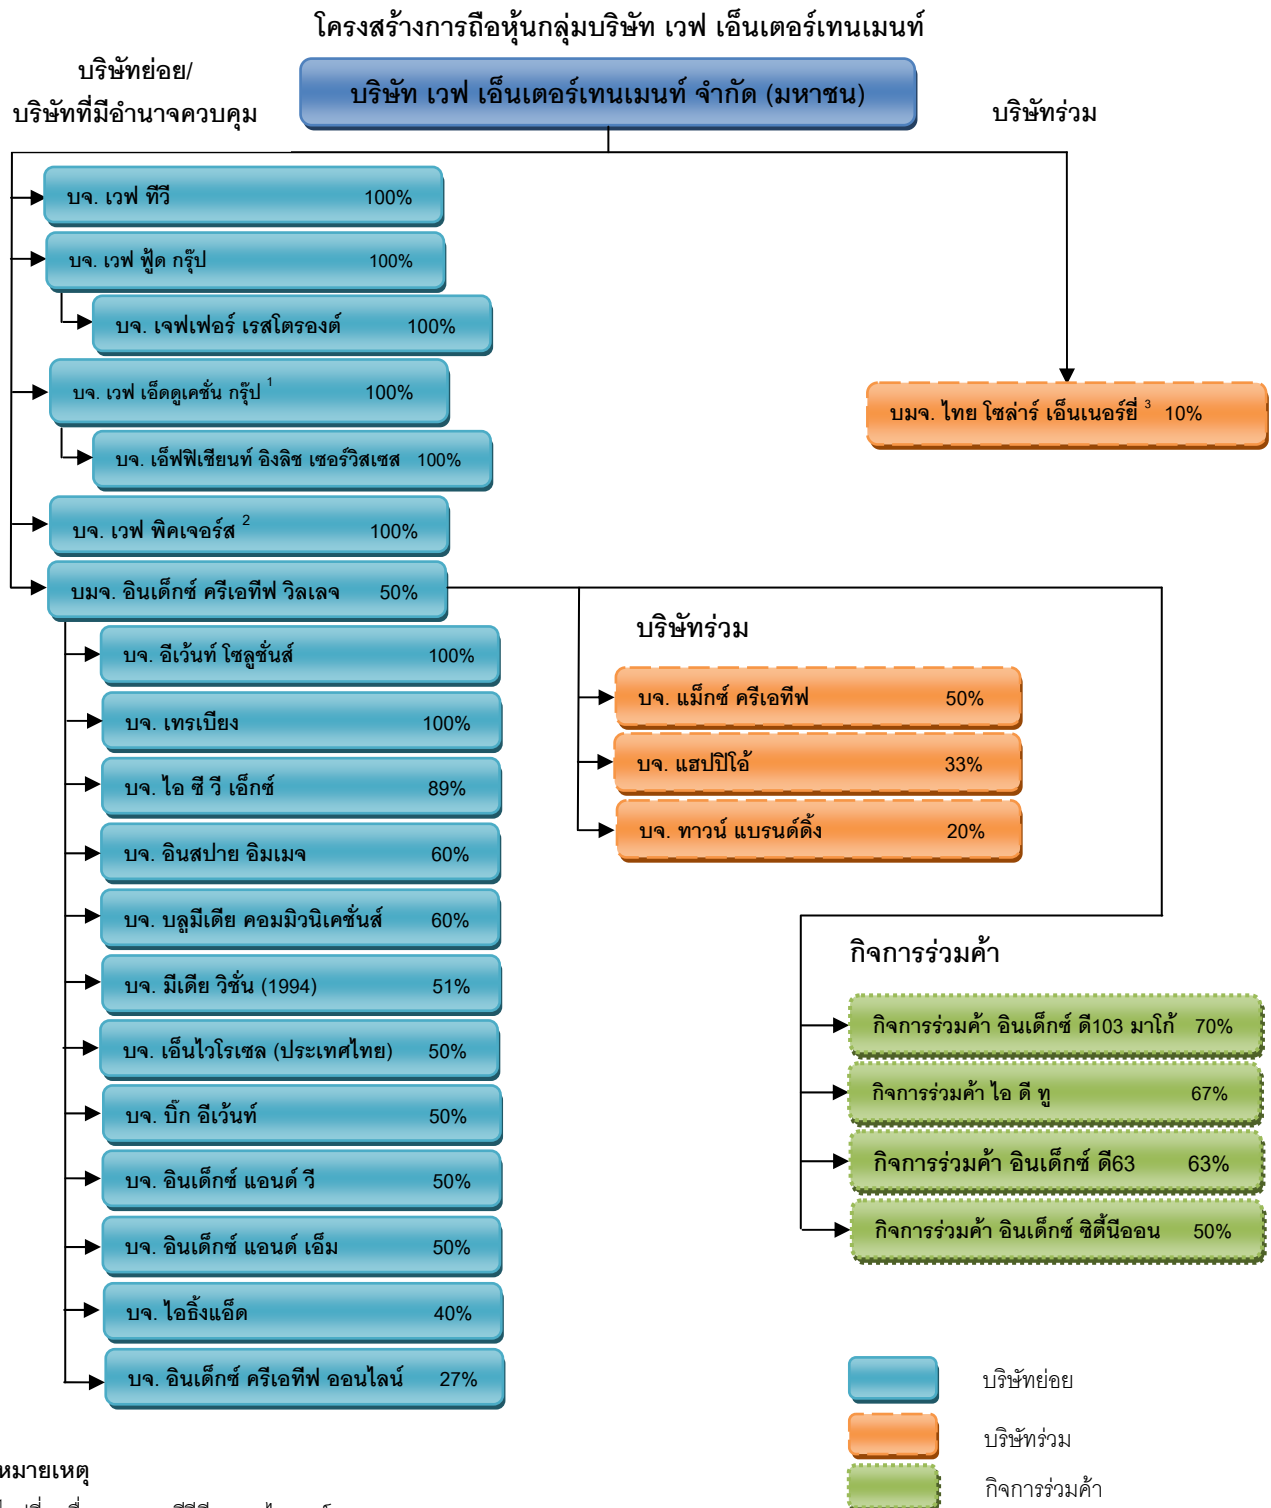 โครงสร้างการถือหุ้นกลุ่มบริษัท เวฟ เอ็นเตอร์เทนเมนท์
บริษัทย่อย/
บริษัทที่มีอำนาจควบคุม
บริษัท เวฟ เอ็นเตอร์เทนเมนท์ จำกัด (มหาชน)
บริษัทร่วม
บจ. เวฟ ทีวี 100%
บจ. เวฟ ฟู้ด กรุ๊ป 100%
บจ. เจฟเฟอร์ เรสโตรองต์ 100%
บจ. เวฟ เอ็ดดูเคชั่น กรุ๊ป 1 100%
บมจ. ไทย โซล่าร์ เอ็นเนอร์ยี่ 3 10%
บจ. เอ็ฟฟิเชียนท์ อิงลิช เซอร์วิสเซส 100%
บจ. เวฟ พิคเจอร์ส 2 100%
บมจ. อินเด็กซ์ ครีเอทีฟ วิลเลจ 50%
บจ. อีเว้นท์ โซลูชั่นส์ 100%
บจ. เทรเบียง 100%
บจ. ไอ ซี วี เอ็กซ์ 89%
บจ. อินสปาย อิมเมจ 60%
บจ. บลูมีเดีย คอมมิวนิเคชั่นส์ 60%
บจ. มีเดีย วิชั่น (1994) 51%
บจ. เอ็นไวโรเซล (ประเทศไทย) 50%
บจ. บิ๊ก อีเว้นท์ 50%
บจ. อินเด็กซ์ แอนด์ วี 50%
บจ. อินเด็กซ์ แอนด์ เอ็ม 50%
บจ. ไอธิ้งแอ็ด 40%
บจ. อินเด็กซ์ ครีเอทีฟ ออนไลน์ 27%
บริษัทร่วม
บจ. แม็กซ์ ครีเอทีฟ 50%
บจ. แฮปปิโอ้ 33%
บจ. ทาวน์ แบรนด์ดิ้ง 20%
กิจการร่วมค้า
กิจการร่วมค้า อินเด็กซ์ ดี103 มาโก้ 70%
กิจการร่วมค้า ไอ ดี ทู 67%
กิจการร่วมค้า อินเด็กซ์ ดี63 63%
กิจการร่วมค้า อินเด็กซ์ ซิตี้นีออน 50%
บริษัทย่อย
บริษัทร่วม
กิจการร่วมค้า
หมายเหตุ